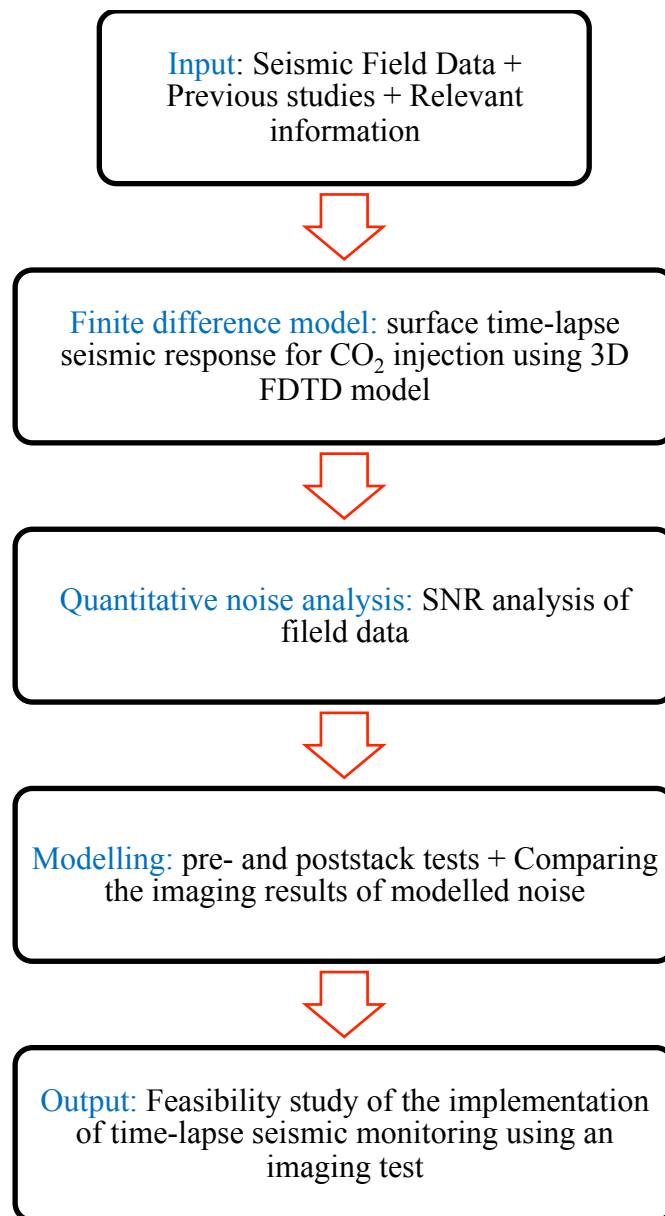 Input: Seismic Field Data +
Previous studies + Relevant
information
Finite difference model: surface time-lapse
seismic response for CO₂ injection using 3D
FDTD model
Quantitative noise analysis: SNR analysis of
fileld data
Modelling: pre- and poststack tests + Comparing
the imaging results of modelled noise
Output: Feasibility study of the implementation
of time-lapse seismic monitoring using an
imaging test